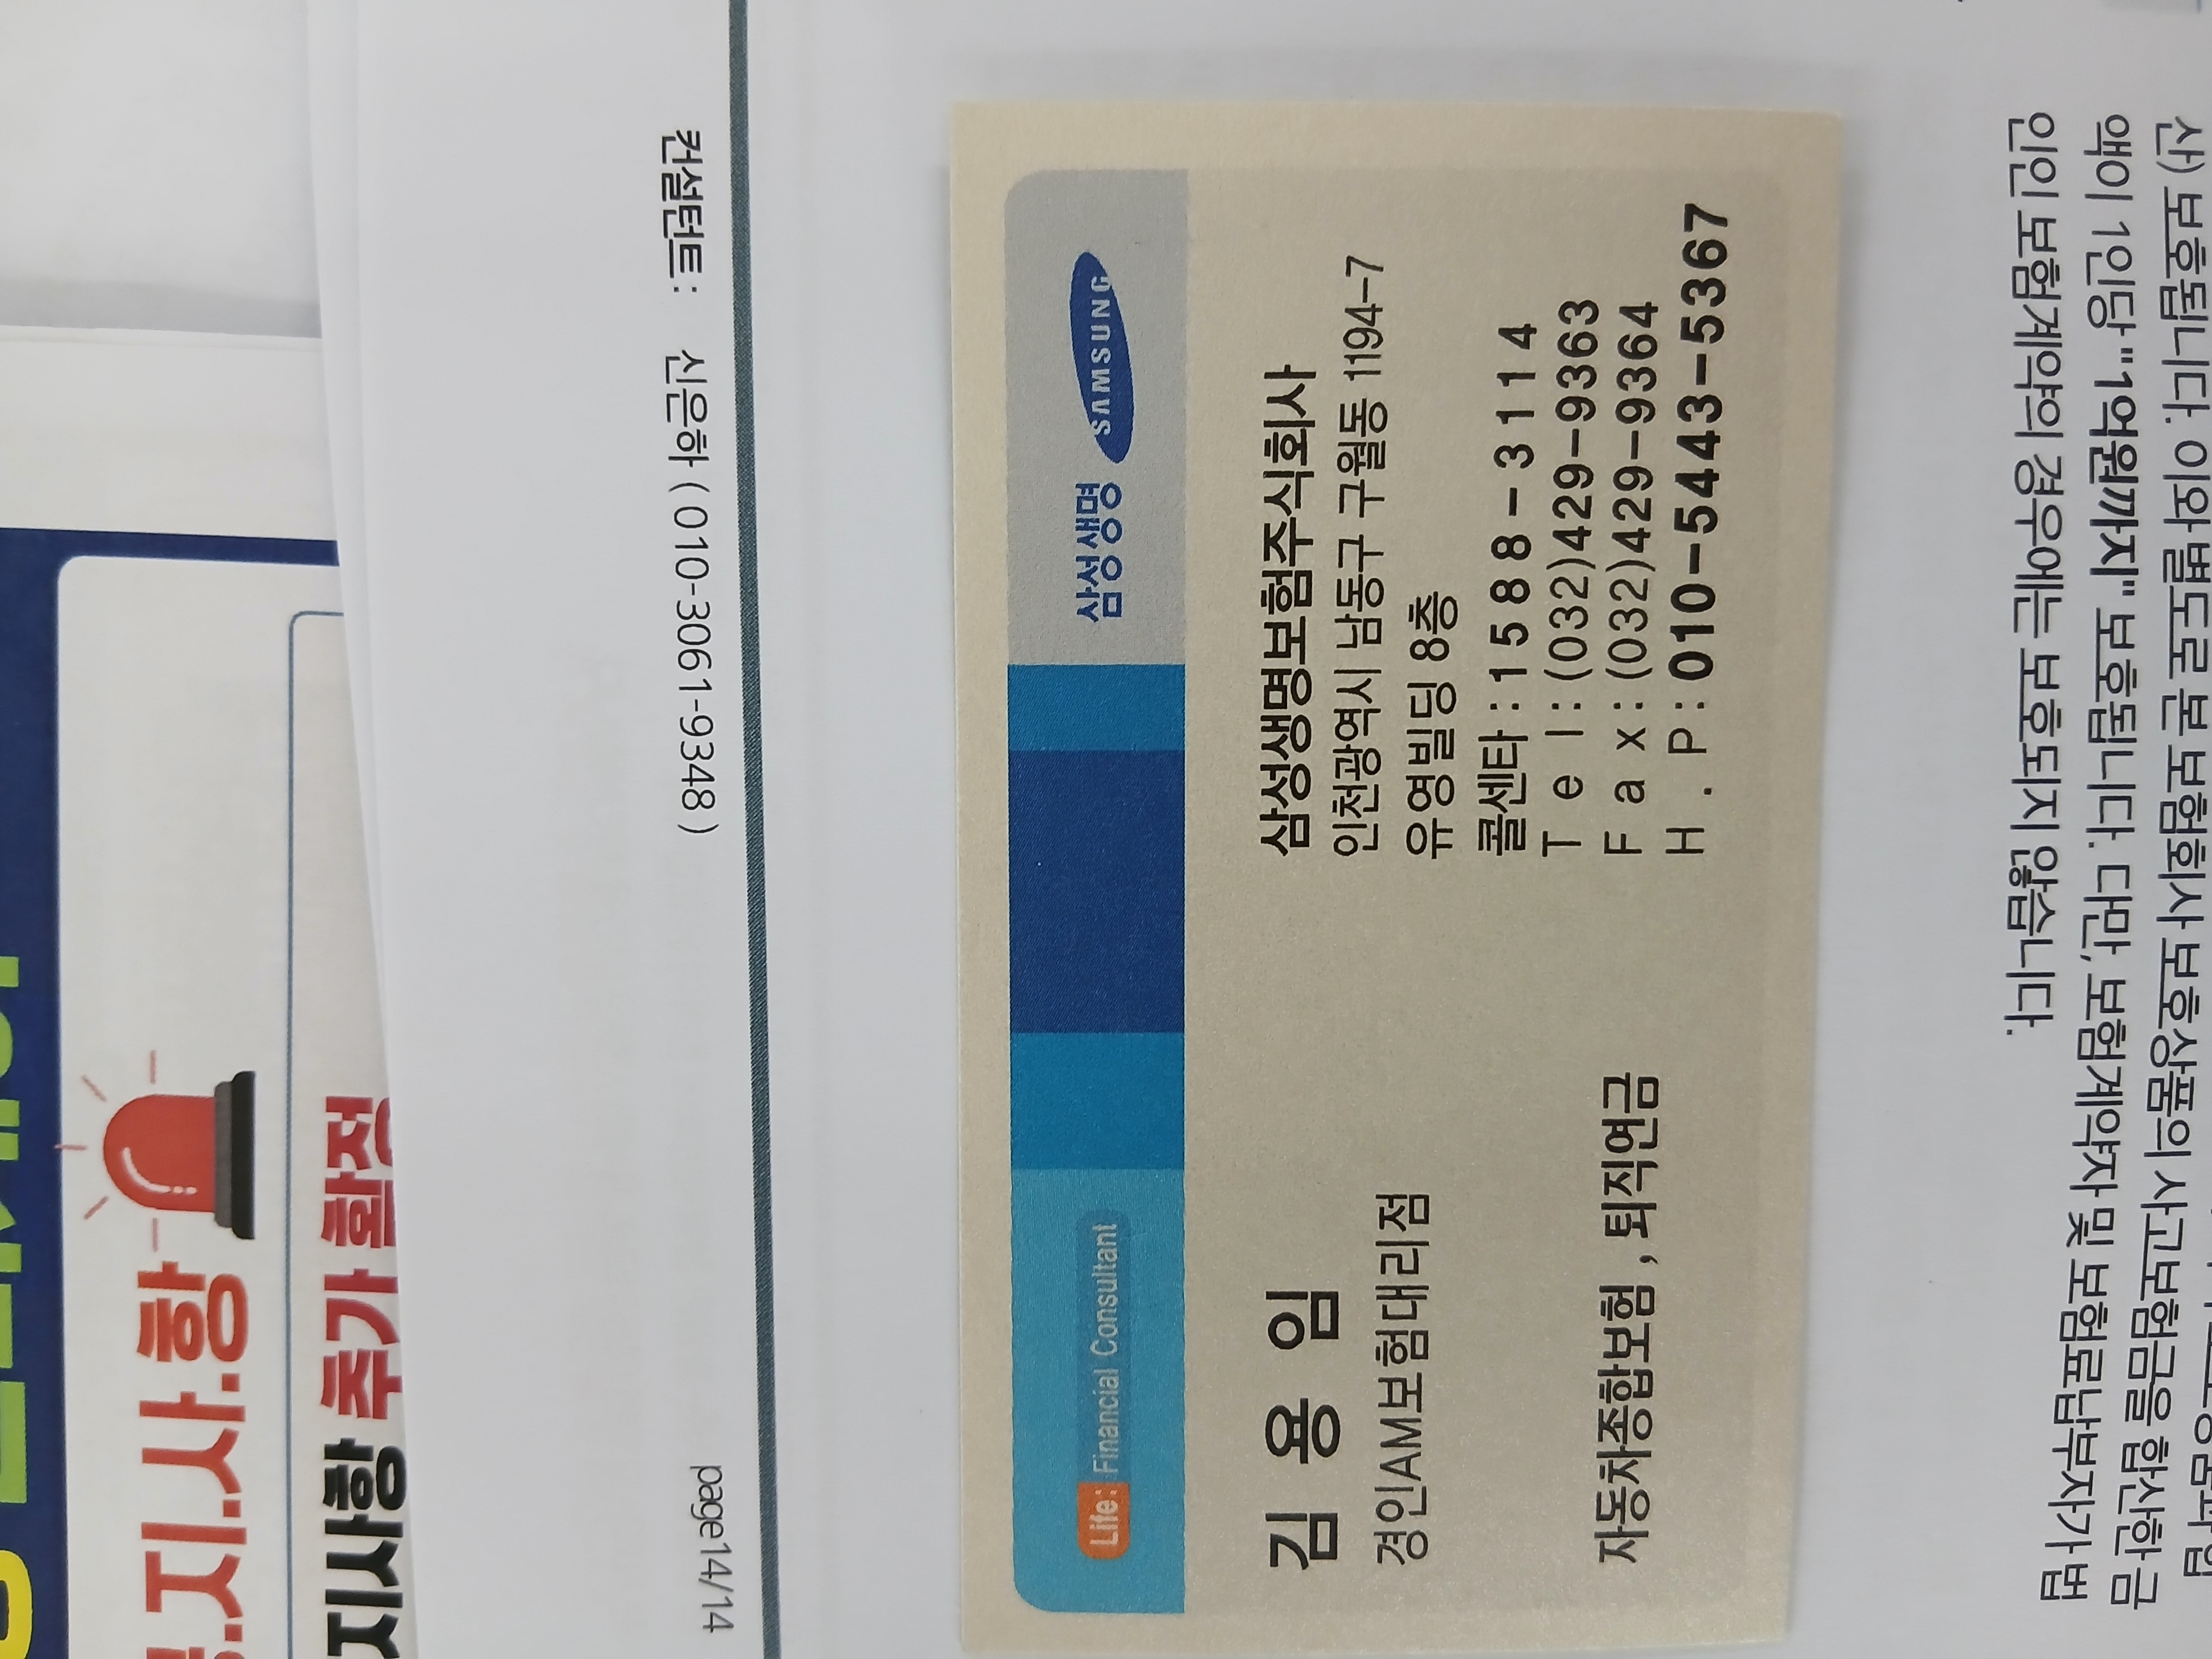 삼성생명 SAMSUNG
Life: Financial Consultant
김 용 임
경인AM보험대리점
자동차종합보험 , 퇴직연금
삼성생명보험주식회사
인천광역시 남동구 구월동 1194-7
유영빌딩 8층
콜센타 : 1588-3114
Tel : (032)429-9363
Fax : (032)429-9364
H.P : 010-5443-5367
산) 보호됩니다. 이와 별도로 본 보험회사 보호상품의 사고보험금을 합산한 금
액이 1인당 "1억원까지" 보호됩니다. 다만, 보험계약자 및 보험료납부자가 법
인인 보험계약의 경우에는 보호되지 않습니다.
컨설턴트 : 신은하 ( 010-3061-9348 )
page14/14
지.사.항
지사항 추가 확정